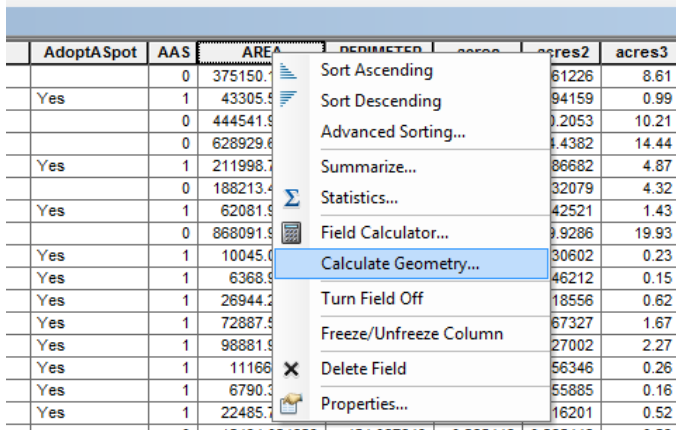 AdoptASpot AAS AREA PERIMETER acres acres2 acres3
0 375150.1 61226 8.61
Sort Ascending
Yes 1 43305.5 94159 0.99
Sort Descending
0 444541.9 0.2053 10.21
Advanced Sorting...
0 628929.6 4.4382 14.44
Yes 1 211998.7 86682 4.87
Summarize...
0 188213.4 32079 4.32
Statistics...
Yes 1 62081.9 42521 1.43
0 868091.9 9.9286 19.93
Field Calculator...
Yes 1 10045.0 30602 0.23
Calculate Geometry...
Yes 1 6368.9 46212 0.15
Yes 1 26944.2 18556 0.62
Turn Field Off
Yes 1 72887.5 67327 1.67
Freeze/Unfreeze Column
Yes 1 98881.9 27002 2.27
Yes 1 11166 56346 0.26
Delete Field
Yes 1 6790.3 55885 0.16
Properties...
Yes 1 22485.7 16201 0.52